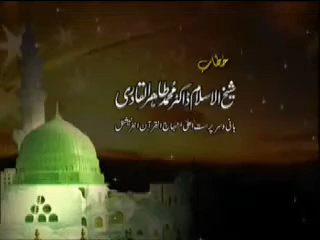 خطاب
شیخ الاسلام ڈاکٹر محمد طاہر القادری
بانی و سرپرست اعلیٰ منہاج القرآن انٹرنیشنل